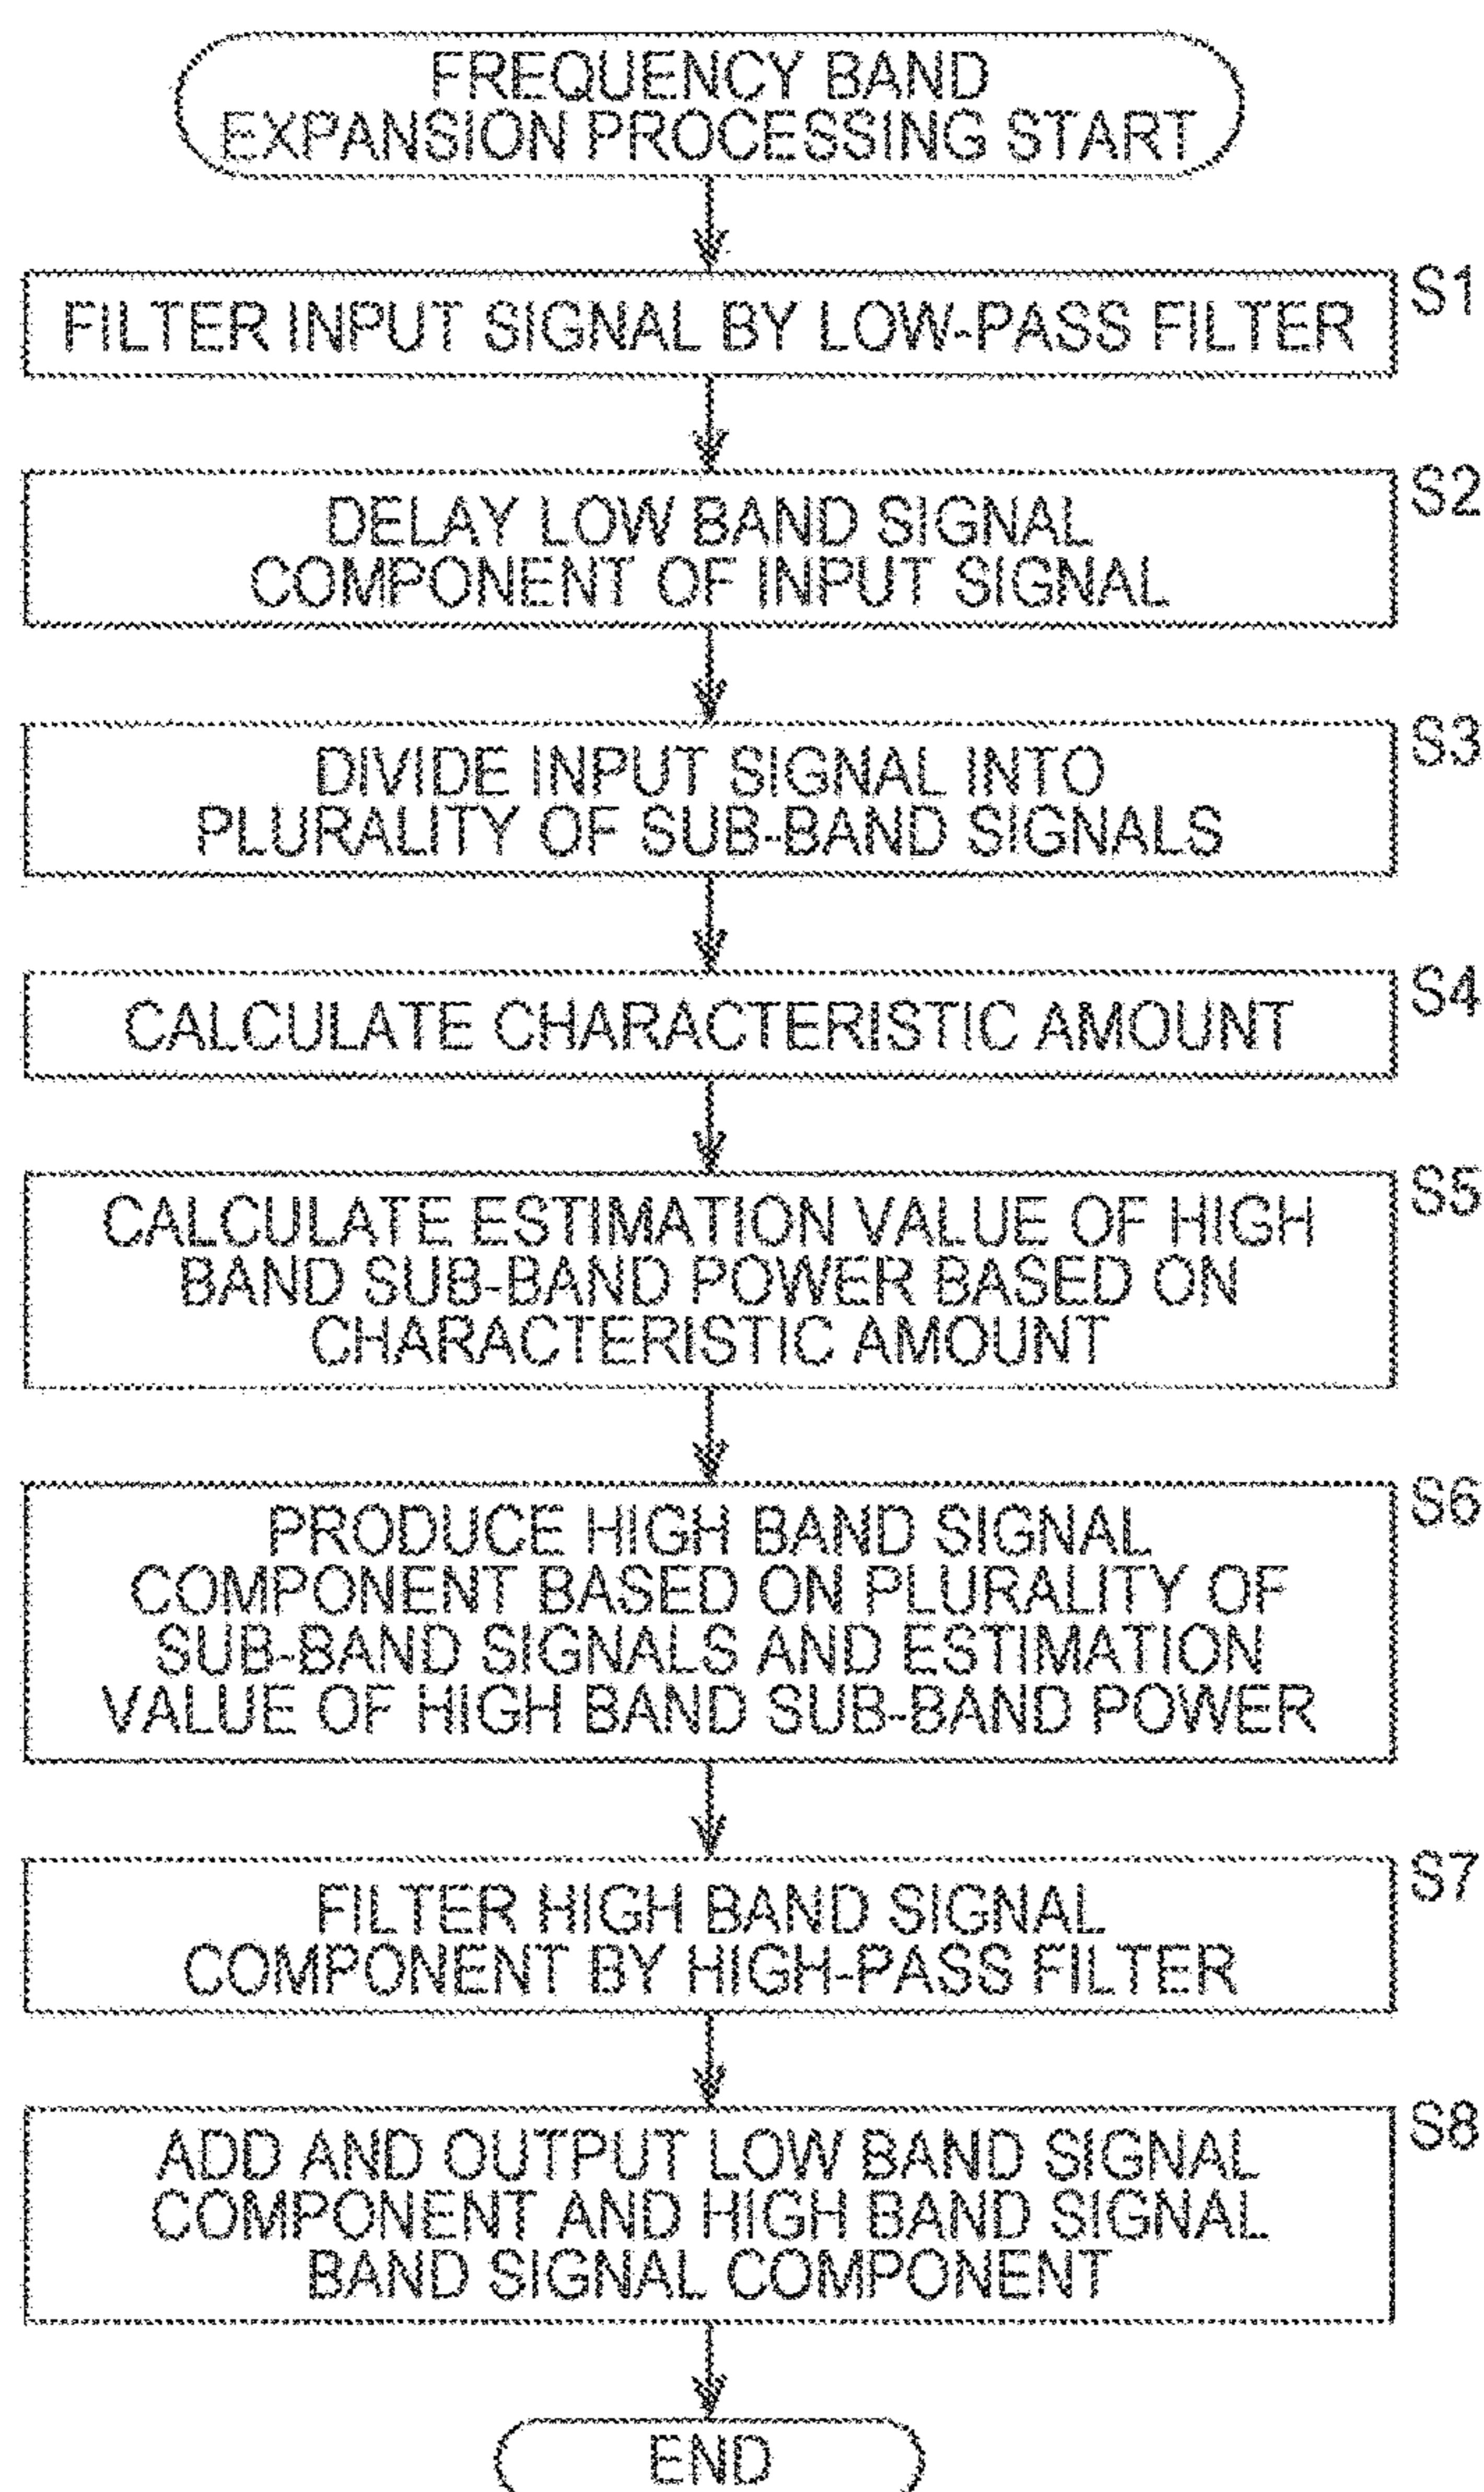 FREQUENCY BAND
EXPANSION PROCESSING START
S1
FILTER INPUT SIGNAL BY LOW-PASS FILTER
S2
DELAY LOW BAND SIGNAL
COMPONENT OF INPUT SIGNAL
S3
DIVIDE INPUT SIGNAL INTO
PLURALITY OF SUB-BAND SIGNALS
S4
CALCULATE CHARACTERISTIC AMOUNT
S5
CALCULATE ESTIMATION VALUE OF HIGH
BAND SUB-BAND POWER BASED ON
CHARACTERISTIC AMOUNT
S6
PRODUCE HIGH BAND SIGNAL
COMPONENT BASED ON PLURALITY OF
SUB-BAND SIGNALS AND ESTIMATION
VALUE OF HIGH BAND SUB-BAND POWER
S7
FILTER HIGH BAND SIGNAL
COMPONENT BY HIGH-PASS FILTER
S8
ADD AND OUTPUT LOW BAND SIGNAL
COMPONENT AND HIGH BAND SIGNAL
BAND SIGNAL COMPONENT
END